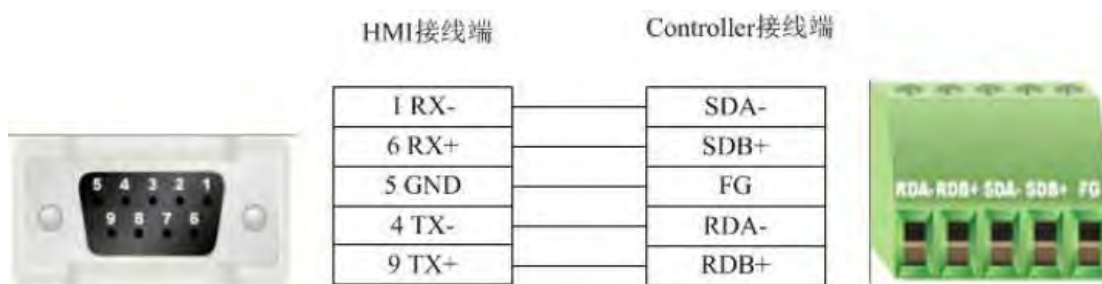 HMI接线端
Controller接线端
1 RX-
SDA-
6 RX+
SDB+
5 GND
FG
4 TX-
RDA-
9 TX+
RDB+
5 4 3 2 1
9 8 7 6
RDA- RDB+ SDA- SDB+ FG